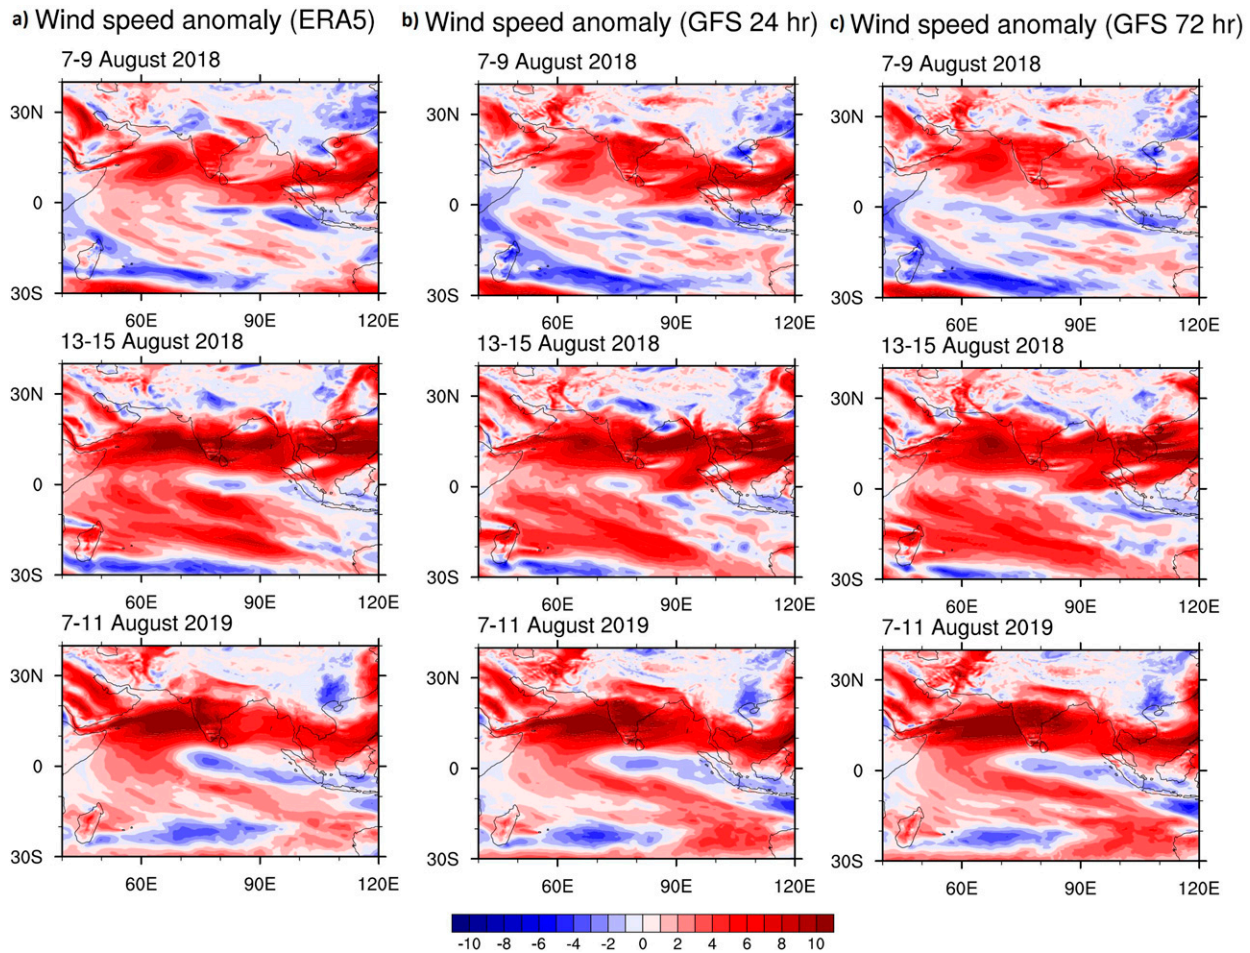 a) Wind speed anomaly (ERA5) b) Wind speed anomaly (GFS 24 hr) c) Wind speed anomaly (GFS 72 hr)
7-9 August 2018 7-9 August 2018 7-9 August 2018
30N 30N 30N
0 0 0
30S 30S 30S
60E 90E 120E 60E 90E 120E 60E 90E 120E
13-15 August 2018 13-15 August 2018 13-15 August 2018
30N 30N 30N
0 0 0
30S 30S 30S
60E 90E 120E 60E 90E 120E 60E 90E 120E
7-11 August 2019 7-11 August 2019 7-11 August 2019
30N 30N 30N
0 0 0
30S 30S 30S
60E 90E 120E 60E 90E 120E 60E 90E 120E
-10 -8 -6 -4 -2 0 2 4 6 8 10